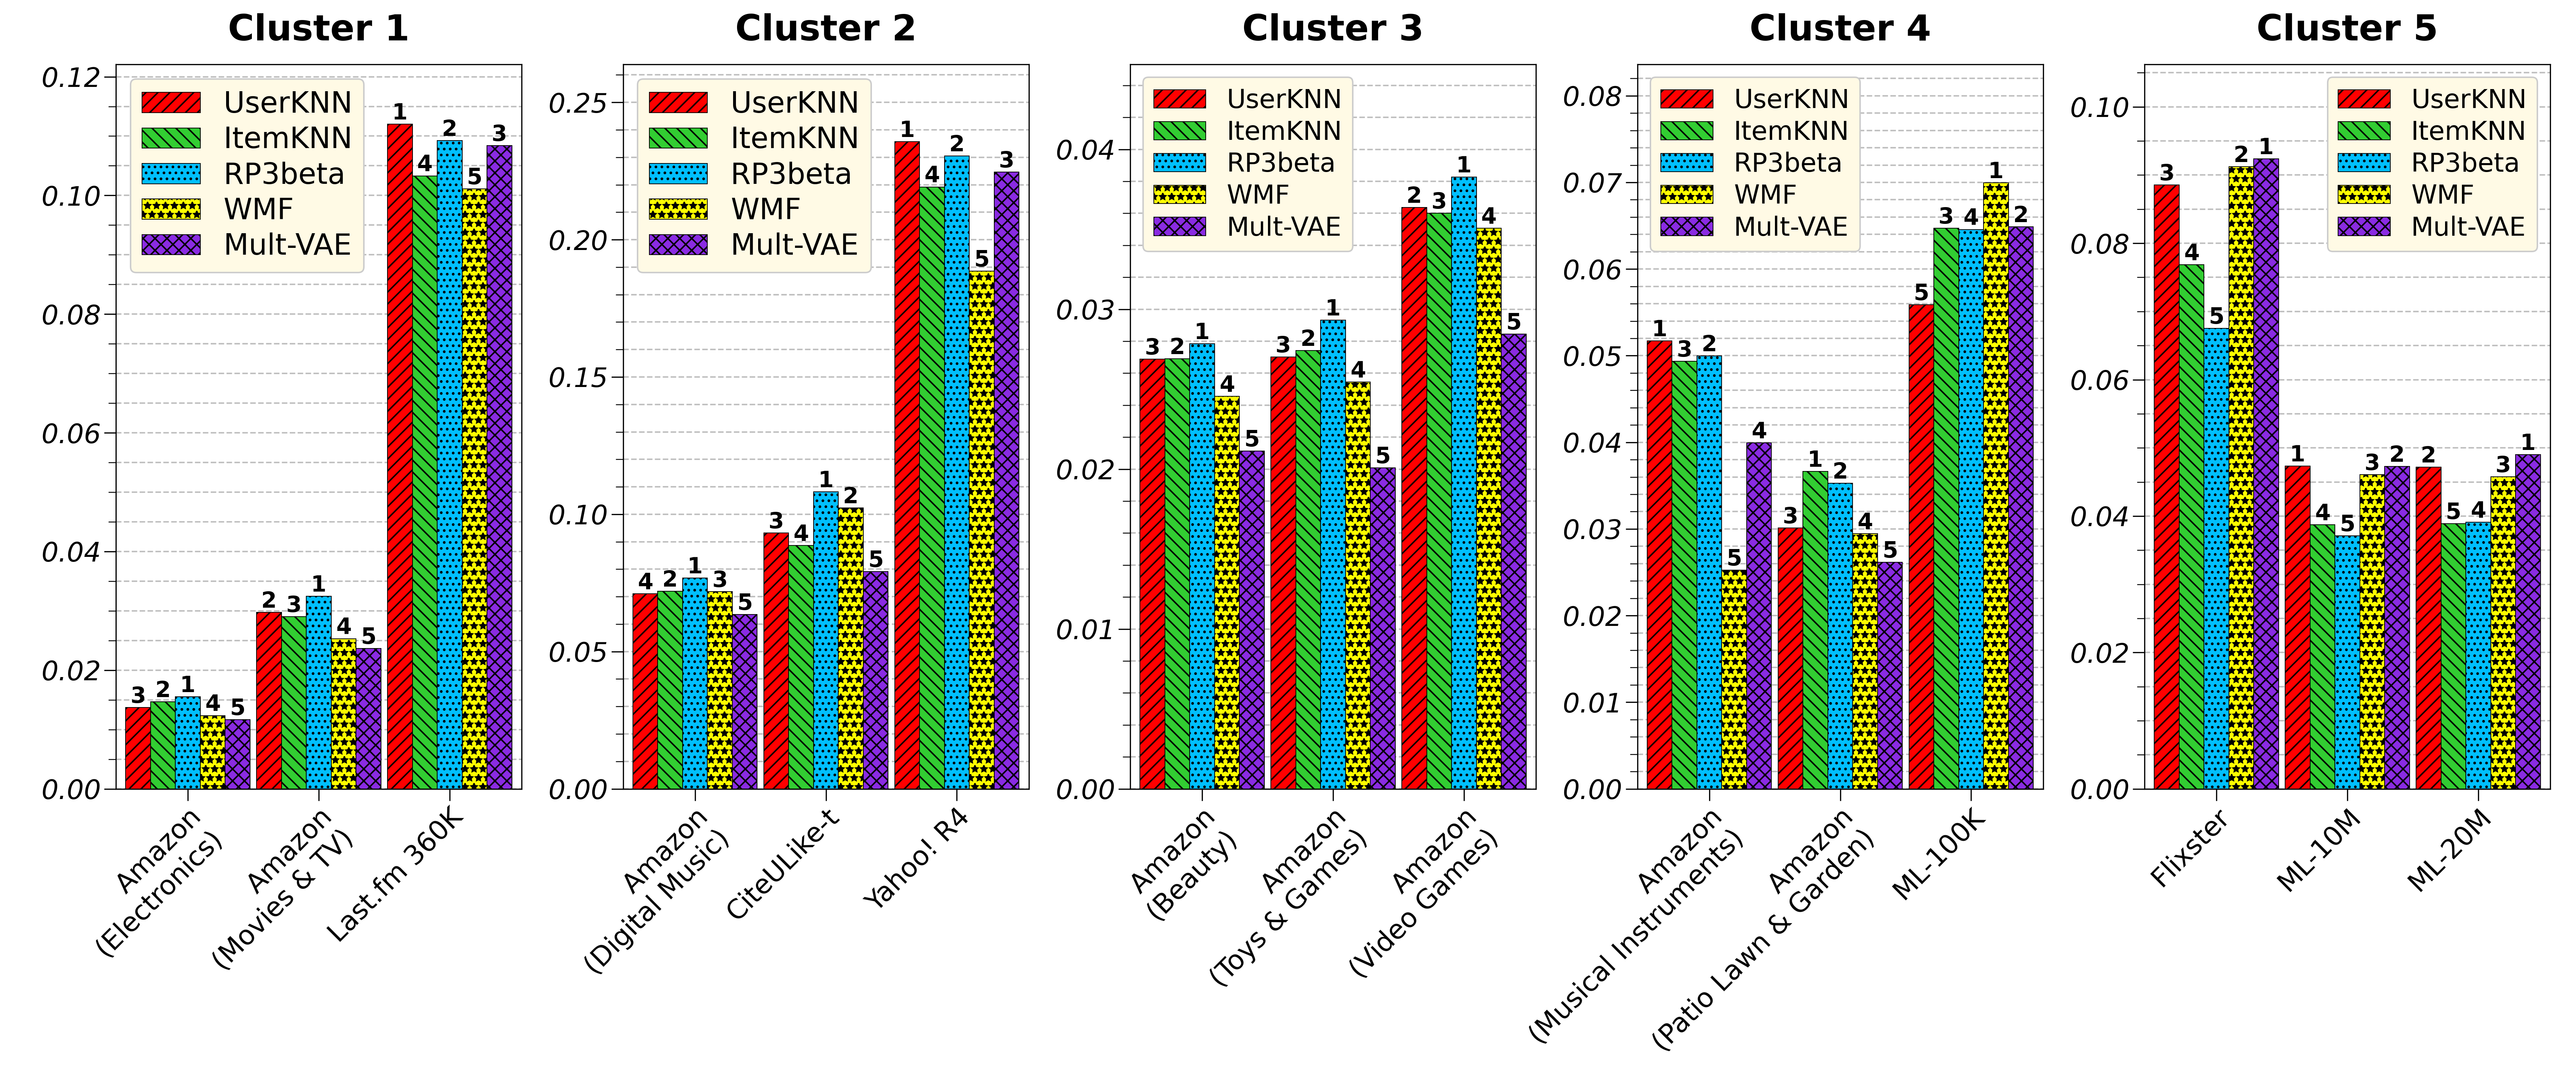 Cluster 1
0.12
0.10
0.08
0.06
0.04
0.02
0.00
UserKNN
ItemKNN
RP3beta
WMF
Mult-VAE
3 2 1 4 5
2 3 1 4 5
1 4 2 5 3
Amazon
(Electronics)
Amazon
(Movies & TV)
Last.fm 360K
Cluster 2
0.25
0.20
0.15
0.10
0.05
0.00
UserKNN
ItemKNN
RP3beta
WMF
Mult-VAE
4 2 1 3 5
3 4 1 2 5
1 4 2 5 3
Amazon
(Digital Music)
CiteULike-t
Yahoo! R4
Cluster 3
0.04
0.03
0.02
0.01
0.00
UserKNN
ItemKNN
RP3beta
WMF
Mult-VAE
3 2 1 4 5
3 2 1 4 5
2 3 1 4 5
Amazon
(Beauty)
Amazon
(Toys & Games)
Amazon
(Video Games)
Cluster 4
0.08
0.07
0.06
0.05
0.04
0.03
0.02
0.01
0.00
UserKNN
ItemKNN
RP3beta
WMF
Mult-VAE
1 3 2 5 4
3 1 2 4 5
5 3 4 1 2
Amazon
(Musical Instruments)
Amazon
(Patio Lawn & Garden)
ML-100K
Cluster 5
0.10
0.08
0.06
0.04
0.02
0.00
UserKNN
ItemKNN
RP3beta
WMF
Mult-VAE
3 4 5 2 1
1 4 5 3 2
2 5 4 3 1
Flixster
ML-10M
ML-20M